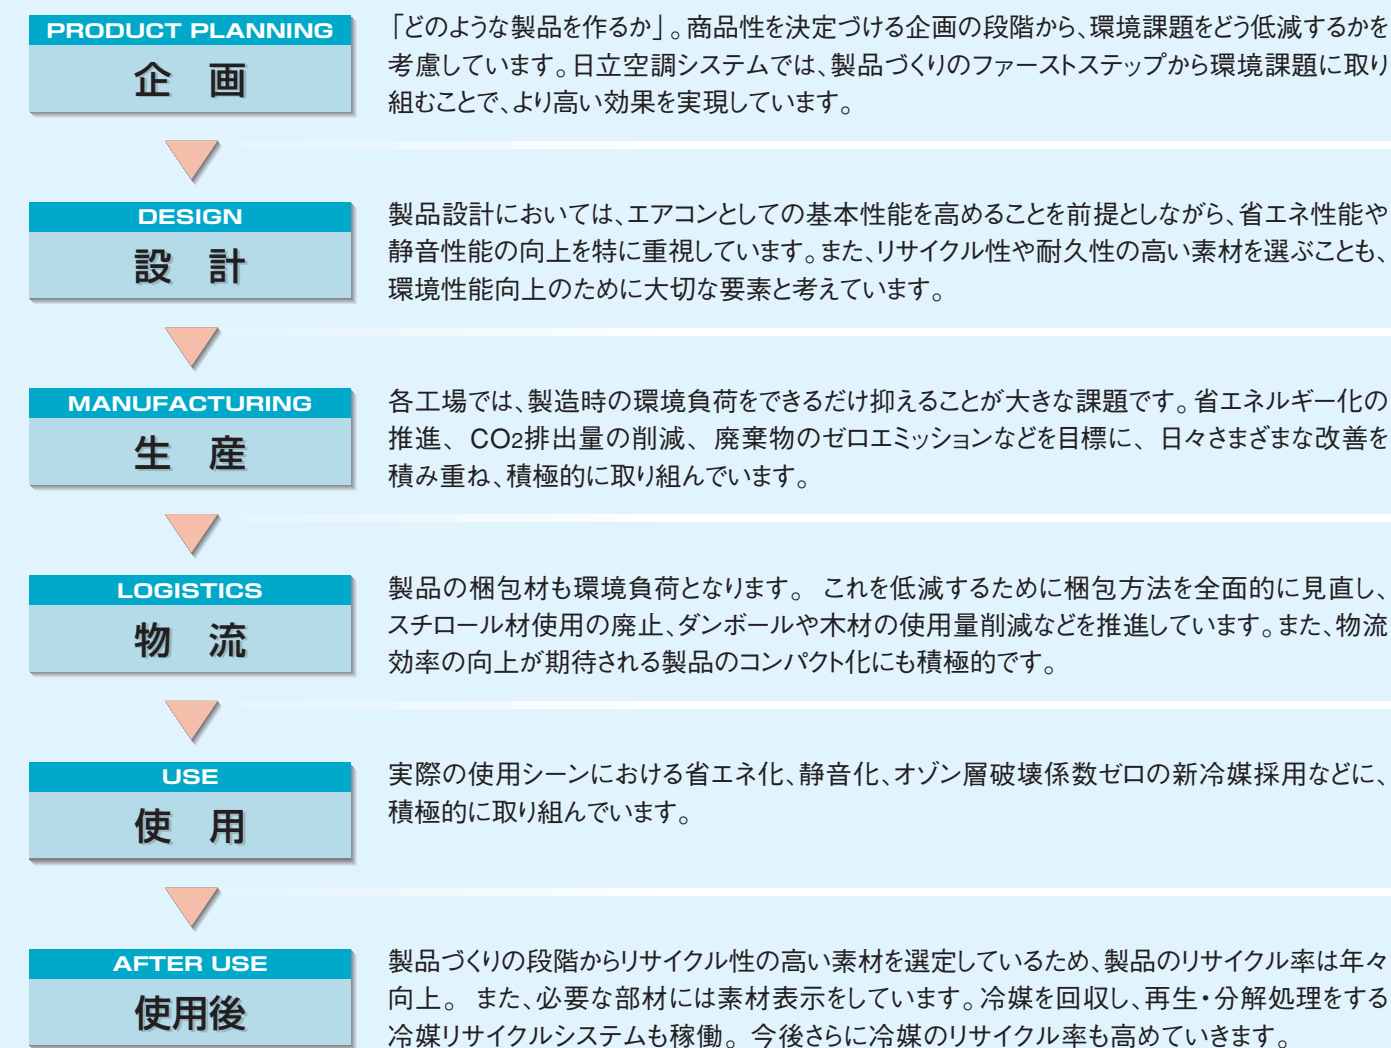 PRODUCT PLANNING
企　画
「どのような製品を作るか」。商品性を決定づける企画の段階から、環境課題をどう低減するかを
考慮しています。日立空調システムでは、製品づくりのファーストステップから環境課題に取り
組むことで、より高い効果を実現しています。
DESIGN
設　計
製品設計においては、エアコンとしての基本性能を高めることを前提としながら、省エネ性能や
静音性能の向上を特に重視しています。また、リサイクル性や耐久性の高い素材を選ぶことも、
環境性能向上のために大切な要素と考えています。
MANUFACTURING
生　産
各工場では、製造時の環境負荷をできるだけ抑えることが大きな課題です。省エネルギー化の
推進、CO2排出量の削減、廃棄物のゼロエミッションなどを目標に、日々さまざまな改善を
積み重ね、積極的に取り組んでいます。
LOGISTICS
物　流
製品の梱包材も環境負荷となります。これを低減するために梱包方法を全面的に見直し、
スチロール材使用の廃止、ダンボールや木材の使用量削減などを推進しています。また、物流
効率の向上が期待される製品のコンパクト化にも積極的です。
USE
使　用
実際の使用シーンにおける省エネ化、静音化、オゾン層破壊係数ゼロの新冷媒採用などに、
積極的に取り組んでいます。
AFTER USE
使用後
製品づくりの段階からリサイクル性の高い素材を選定しているため、製品のリサイクル率は年々
向上。また、必要な部材には素材表示をしています。冷媒を回収し、再生・分解処理をする
冷媒リサイクルシステムも稼働。今後さらに冷媒のリサイクル率も高めていきます。